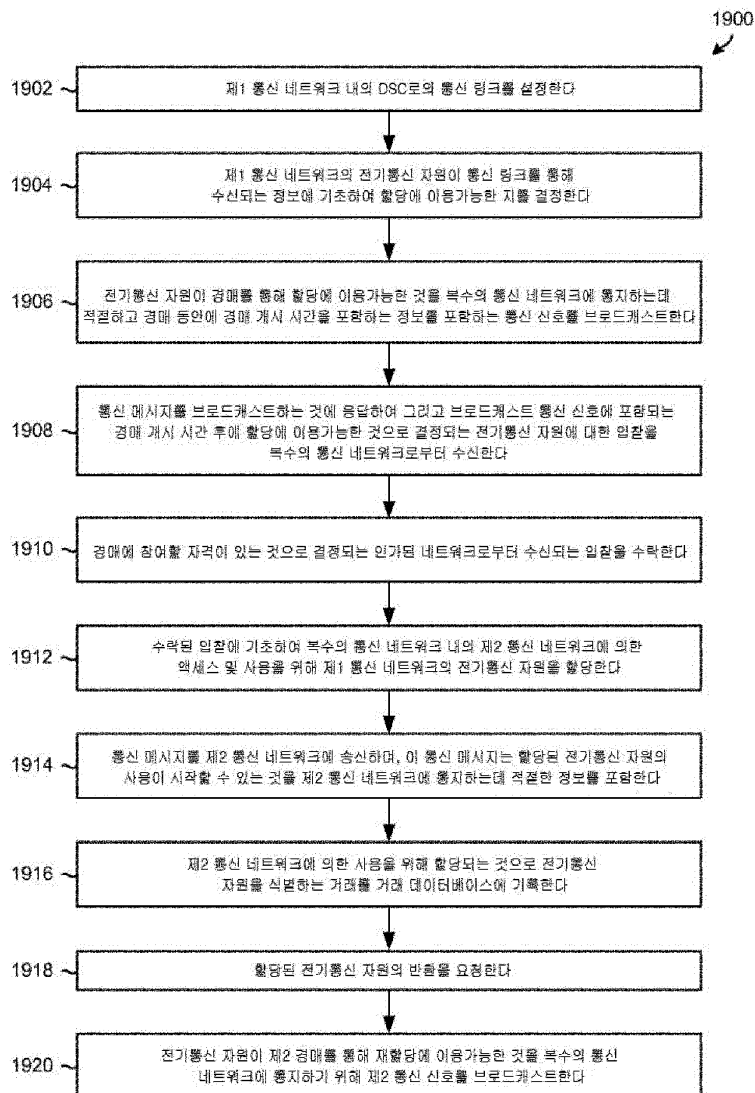 1900
1902
제1 통신 네트워크 내의 DSC로의 통신 링크를 설정한다
1904
제1 통신 네트워크의 전기통신 자원이 통신 링크를 통해
수신되는 정보에 기초하여 할당에 이용가능한 지를 결정한다
1906
전기통신 자원이 경매를 통해 할당에 이용가능한 것을 복수의 통신 네트워크에 통지하는데
적절하고 경매 동안에 경매 개시 시간을 포함하는 정보를 포함하는 통신 신호를 브로드캐스트한다
1908
통신 메시지를 브로드캐스트하는 것에 응답하여 그리고 브로드캐스트 통신 신호에 포함되는
경매 개시 시간 후에 할당에 이용가능한 것으로 결정되는 전기통신 자원에 대한 입찰을
복수의 통신 네트워크로부터 수신한다
1910
경매에 참여할 자격이 있는 것으로 결정되는 인가된 네트워크로부터 수신되는 입찰을 수락한다
1912
수락된 입찰에 기초하여 복수의 통신 네트워크 내의 제2 통신 네트워크에 의한
액세스 및 사용을 위해 제1 통신 네트워크의 전기통신 자원을 할당한다
1914
통신 메시지를 제2 통신 네트워크에 송신하며, 이 통신 메시지는 할당된 전기통신 자원의
사용이 시작할 수 있는 것을 제2 통신 네트워크에 통지하는데 적절한 정보를 포함한다
1916
제2 통신 네트워크에 의한 사용을 위해 할당되는 것으로 전기통신
자원을 식별하는 거래를 거래 데이터베이스에 기록한다
1918
할당된 전기통신 자원의 반환을 요청한다
1920
전기통신 자원이 제2 경매를 통해 재할당에 이용가능한 것을 복수의 통신
네트워크에 통지하기 위해 제2 통신 신호를 브로드캐스트한다